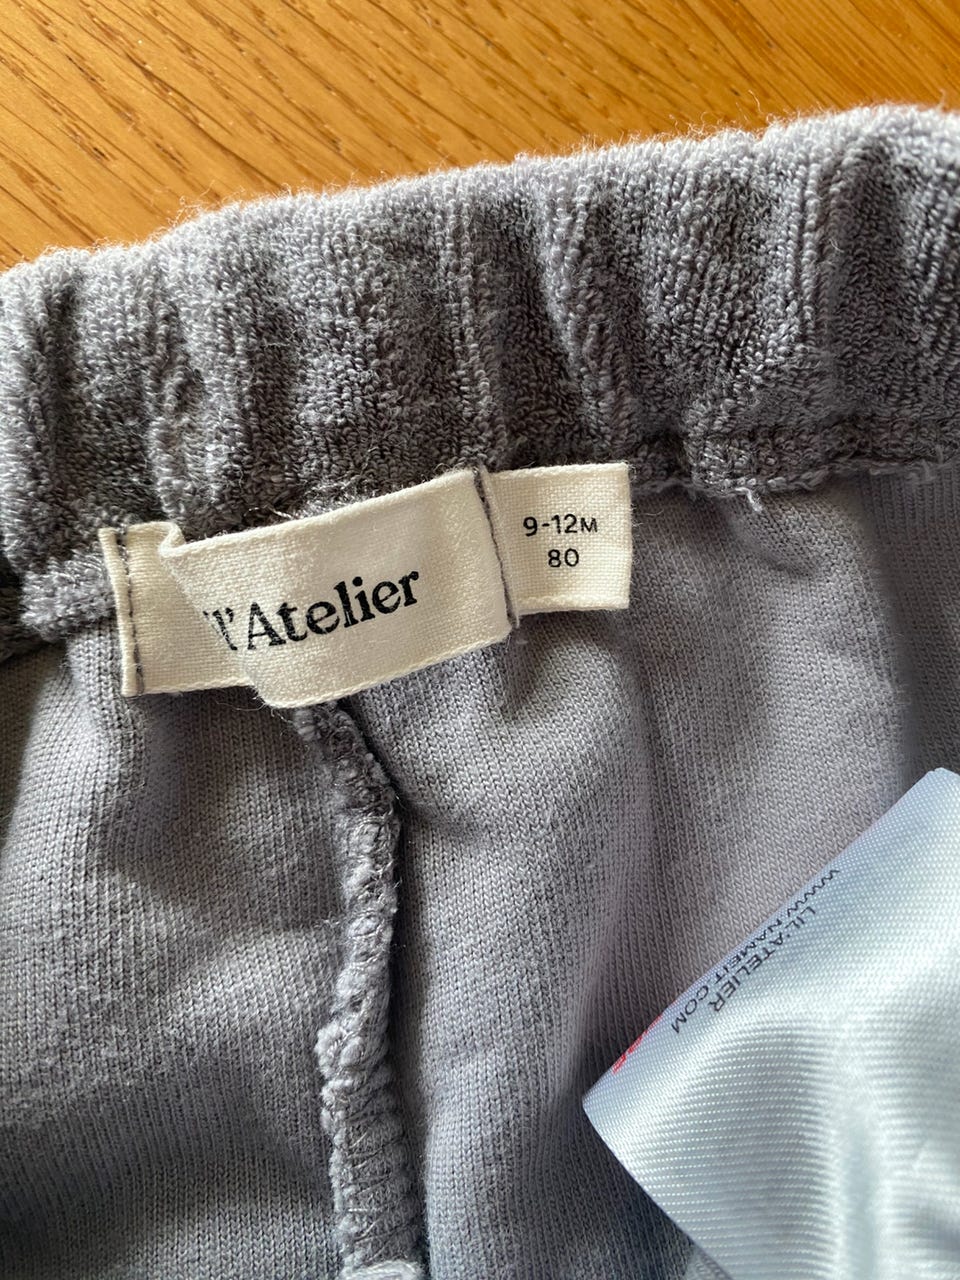 l'Atelier
9-12M
80
LIL'ATELIER
WWW.NAMEIT.COM